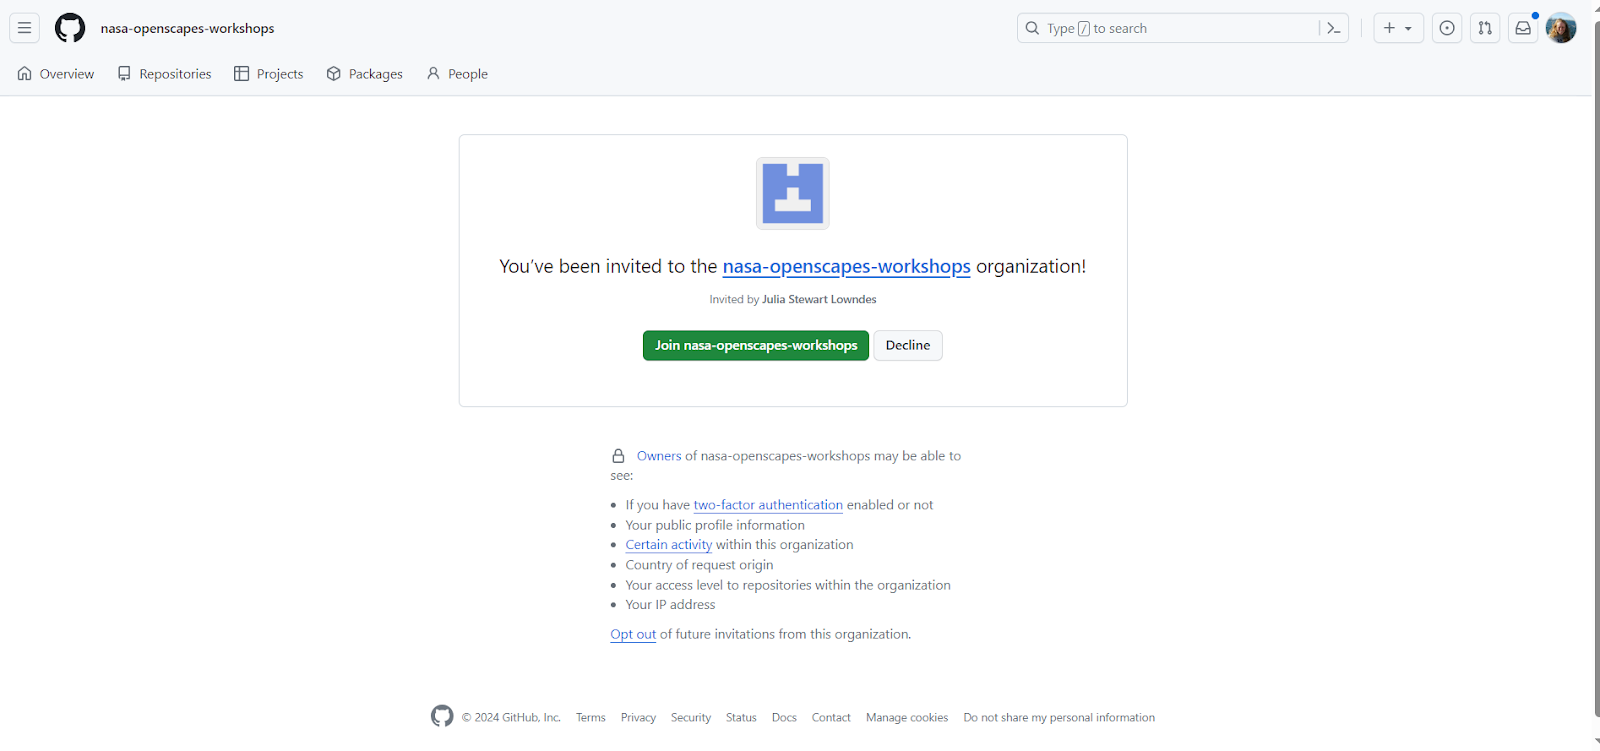 nasa-openscapes-workshops
Type / to search
Overview
Repositories
Projects
Packages
People
You've been invited to the nasa-openscapes-workshops organization!
Invited by Julia Stewart Lowndes
Join nasa-openscapes-workshops
Decline
Owners of nasa-openscapes-workshops may be able to
see:
If you have two-factor authentication enabled or not
Your public profile information
Certain activity within this organization
Country of request origin
Your access level to repositories within the organization
Your IP address
Opt out of future invitations from this organization.
© 2024 GitHub, Inc. Terms Privacy Security Status Docs Contact Manage cookies Do not share my personal information